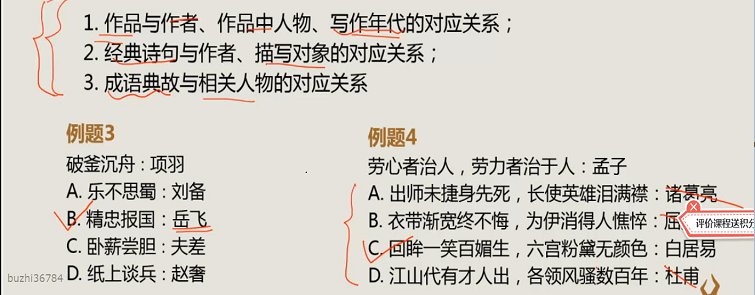 1. 作品与作者、作品中人物、写作年代的对应关系；
2. 经典诗句与作者、描写对象的对应关系；
3. 成语典故与相关人物的对应关系
例题3
破釜沉舟：项羽
A. 乐不思蜀：刘备
B. 精忠报国：岳飞
C. 卧薪尝胆：夫差
D. 纸上谈兵：赵奢
例题4
劳心者治人，劳力者治于人：孟子
A. 出师未捷身先死，长使英雄泪满襟：诸葛亮
B. 衣带渐宽终不悔，为伊消得人憔悴：屈
C. 回眸一笑百媚生，六宫粉黛无颜色：白居易
D. 江山代有才人出，各领风骚数百年：杜甫
评价课程送积分
buzhi36784